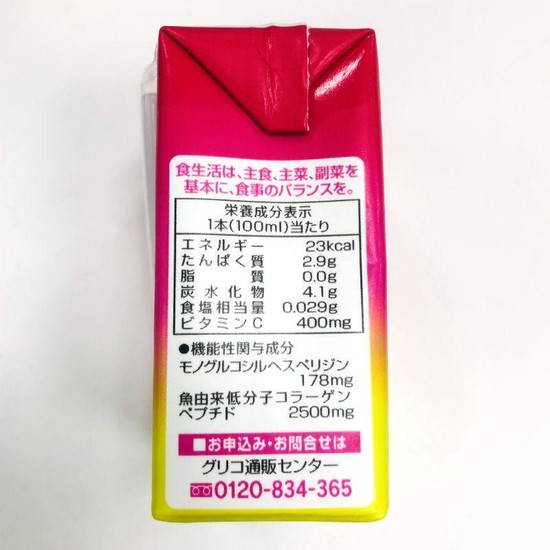 食生活は、主食、主菜、副菜を
基本に、食事のバランスを。
栄養成分表示
1本(100ml)当たり
エネルギー 23kcal
たんぱく質 2.9g
脂質 0.0g
炭水化物 4.1g
食塩相当量 0.029g
ビタミンC 400mg
●機能性関与成分
モノグルコシルヘスペリジン
178mg
魚由来低分子コラーゲン
ペプチド 2500mg
■お申込み・お問合せは
グリコ通販センター
0120-834-365